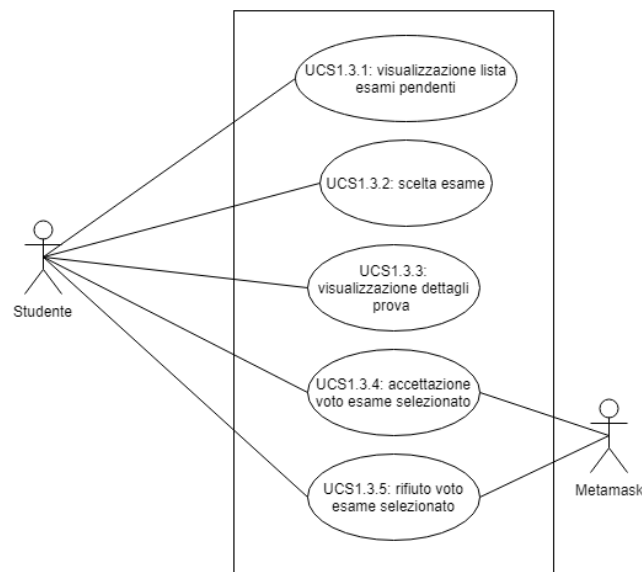 UCS1.3.1: visualizzazione lista
esami pendenti
UCS1.3.2: scelta esame
UCS1.3.3:
visualizzazione dettagli
prova
Studente
UCS1.3.4: accettazione
voto esame selezionato
UCS1.3.5: rifiuto voto
esame selezionato
Metamask